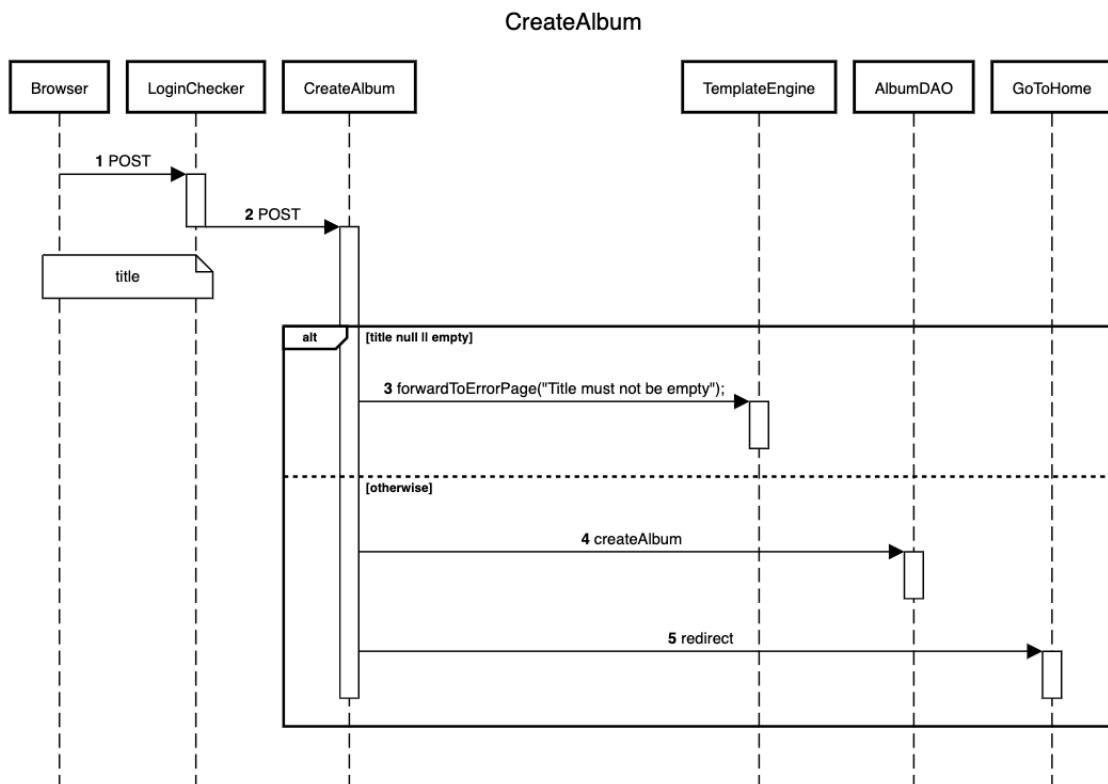 CreateAlbum
Browser
LoginChecker
CreateAlbum
TemplateEngine
AlbumDAO
GoToHome
1 POST
2 POST
title
alt
[title null || empty]
3 forwardToErrorPage("Title must not be empty");
[otherwise]
4 createAlbum
5 redirect